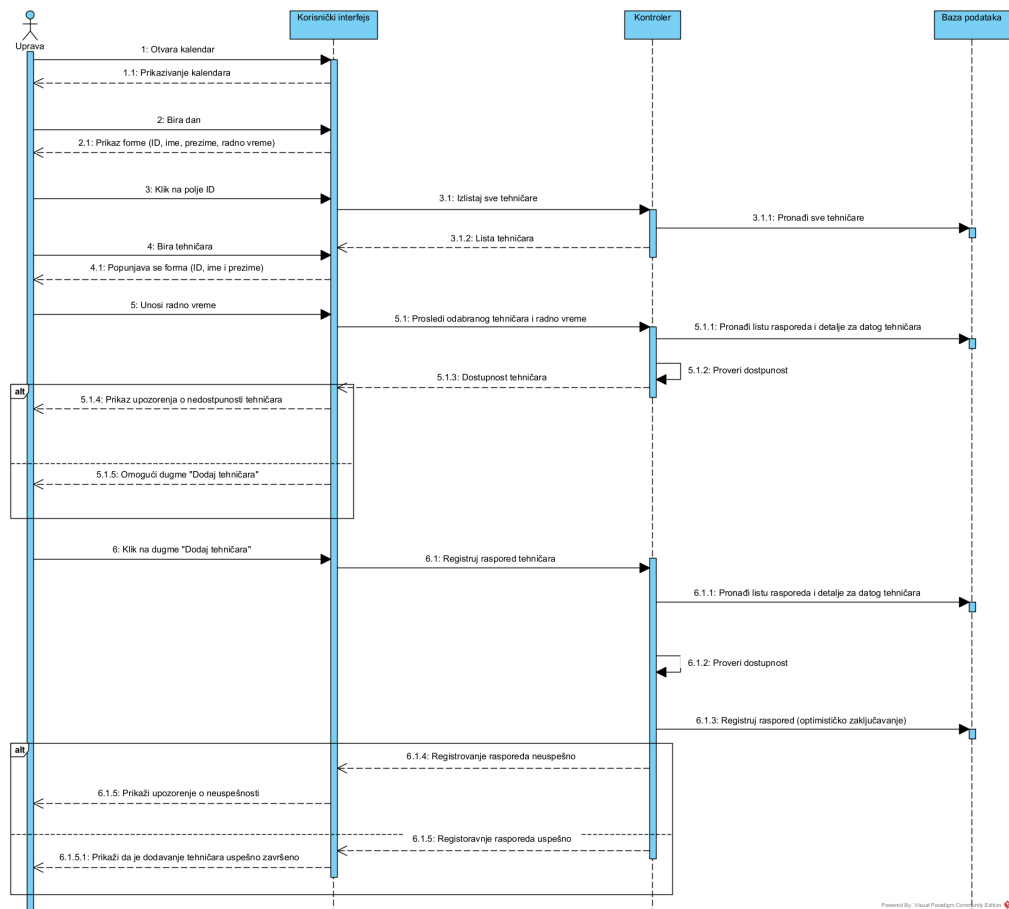 Uprava
Korisnički interfejs
Kontroler
Baza podataka
1: Otvara kalendar
1.1: Prikazivanje kalendara
2: Bira dan
2.1: Prikaz forme (ID, ime, prezime, radno vreme)
3: Klik na polje ID
3.1: Izlistaj sve tehničare
3.1.1: Pronađi sve tehničare
3.1.2: Lista tehničara
4: Bira tehničara
4.1: Popunjava se forma (ID, ime i prezime)
5: Unosi radno vreme
5.1: Prosledi odabranog tehničara i radno vreme
5.1.1: Pronađi listu rasporeda i detalje za datog tehničara
5.1.2: Proveri dostpunost
5.1.3: Dostupnost tehničara
alt
5.1.4: Prikaz upozorenja o nedostpunosti tehničara
5.1.5: Omogući dugme "Dodaj tehničara"
6: Klik na dugme "Dodaj tehničara"
6.1: Registruj raspored tehničara
6.1.1: Pronađi listu rasporeda i detalje za datog tehničara
6.1.2: Proveri dostupnost
6.1.3: Registruj raspored (optimističko zaključavanje)
alt
6.1.4: Registrovanje rasporeda neuspešno
6.1.5: Prikaži upozorenje o neuspešnosti
6.1.5: Registoravnje rasporeda uspešno
6.1.5.1: Prikaži da je dodavanje tehničara uspešno završeno
Powered By: Visual Paradigm Community Edition